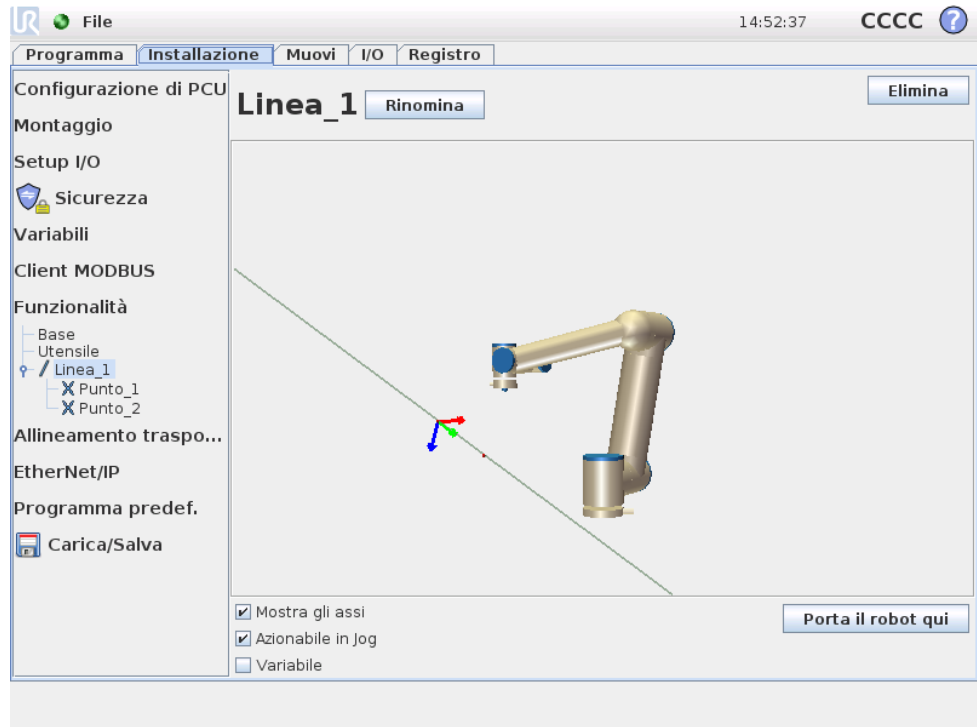 UR File 14:52:37 CCCC ?
Programma Installazione Muovi I/O Registro
Configurazione di PCU
Montaggio
Setup I/O
Sicurezza
Variabili
Client MODBUS
Funzionalità
Base
Utensile
Linea_1
Punto_1
Punto_2
Allineamento traspo...
EtherNet/IP
Programma predef.
Carica/Salva
Linea_1 Rinomina
Elimina
Mostra gli assi
Azionabile in Jog
Variabile
Porta il robot qui